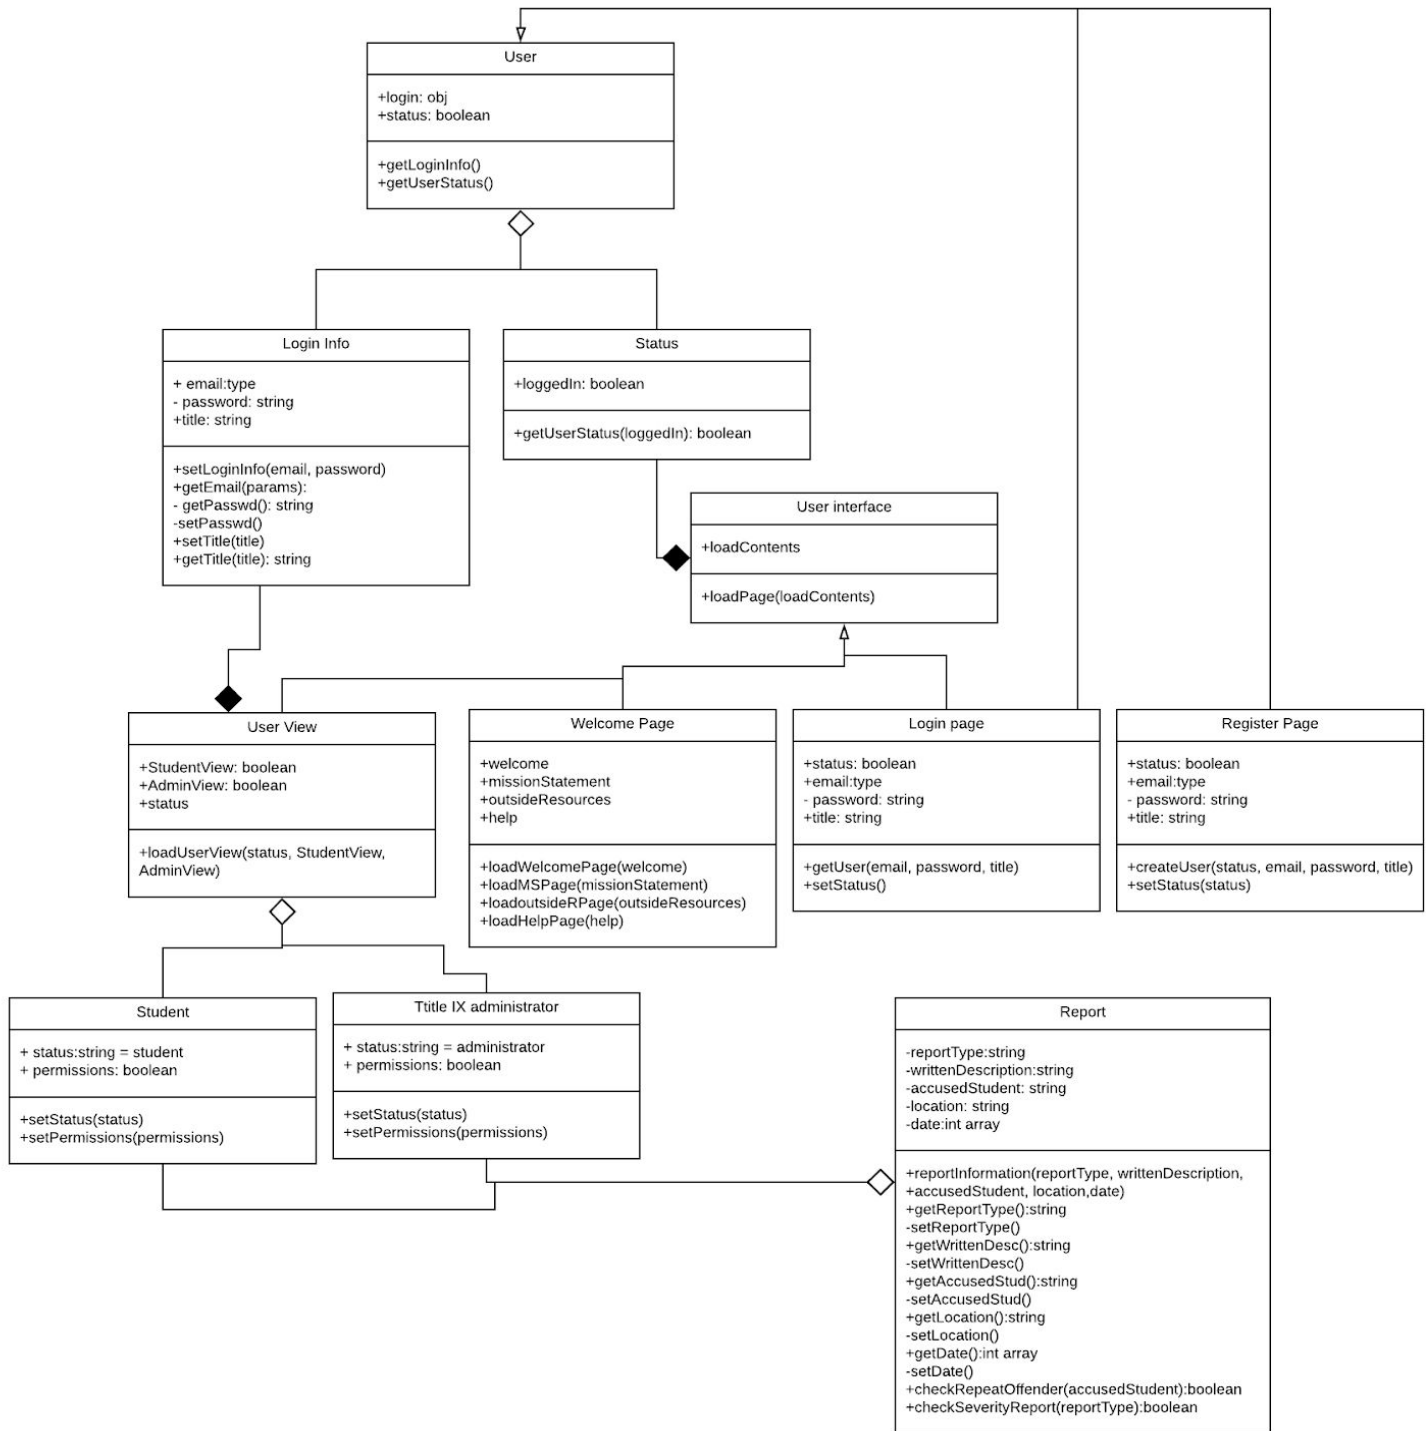 User
+login: obj
+status: boolean
+getLoginInfo()
+getUserStatus()
Login Info
+ email:type
- password: string
+title: string
+setLoginInfo(email, password)
+getEmail(params):
- getPasswd(): string
-setPasswd()
+setTitle(title)
+getTitle(title): string
Status
+loggedIn: boolean
+getUserStatus(loggedIn): boolean
User interface
+loadContents
+loadPage(loadContents)
User View
+StudentView: boolean
+AdminView: boolean
+status
+loadUserView(status, StudentView,
AdminView)
Welcome Page
+welcome
+missionStatement
+outsideResources
+help
+loadWelcomePage(welcome)
+loadMSPage(missionStatement)
+loadoutsideRPage(outsideResources)
+loadHelpPage(help)
Login page
+status: boolean
+email:type
- password: string
+title: string
+getUser(email, password, title)
+setStatus()
Register Page
+status: boolean
+email:type
- password: string
+title: string
+createUser(status, email, password, title)
+setStatus(status)
Student
+ status:string = student
+ permissions: boolean
+setStatus(status)
+setPermissions(permissions)
Ttitle IX administrator
+ status:string = administrator
+ permissions: boolean
+setStatus(status)
+setPermissions(permissions)
Report
-reportType:string
-writtenDescription:string
-accusedStudent: string
-location: string
-date:int array
+reportInformation(reportType, writtenDescription,
+accusedStudent, location,date)
+getReportType():string
-setReportType()
+getWrittenDesc():string
-setWrittenDesc()
+getAccusedStud():string
-setAccusedStud()
+getLocation():string
-setLocation()
+getDate():int array
-setDate()
+checkRepeatOffender(accusedStudent):boolean
+checkSeverityReport(reportType):boolean